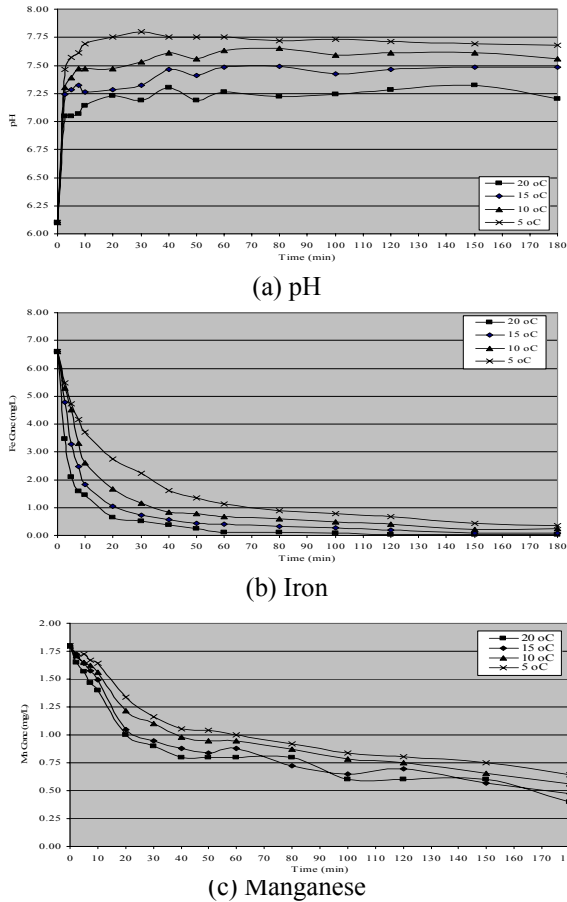 8.00
7.75
7.50
7.25
7.00
6.75
6.50
6.25
6.00
pH
0 10 20 30 40 50 60 70 80 90 100 110 120 130 140 150 160 170 180
Time (min)
20 oC
15 oC
10 oC
5 oC
(a) pH
8.00
7.00
6.00
5.00
4.00
3.00
2.00
1.00
0.00
Fe Conc (mg/L)
0 10 20 30 40 50 60 70 80 90 100 110 120 130 140 150 160 170 180
Time (min)
20 oC
15 oC
10 oC
5 oC
(b) Iron
2.00
1.75
1.50
1.25
1.00
0.75
0.50
0.25
0.00
Mn Conc (mg/L)
0 10 20 30 40 50 60 70 80 90 100 110 120 130 140 150 160 170 180
Time (min)
20 oC
15 oC
10 oC
5 oC
(c) Manganese